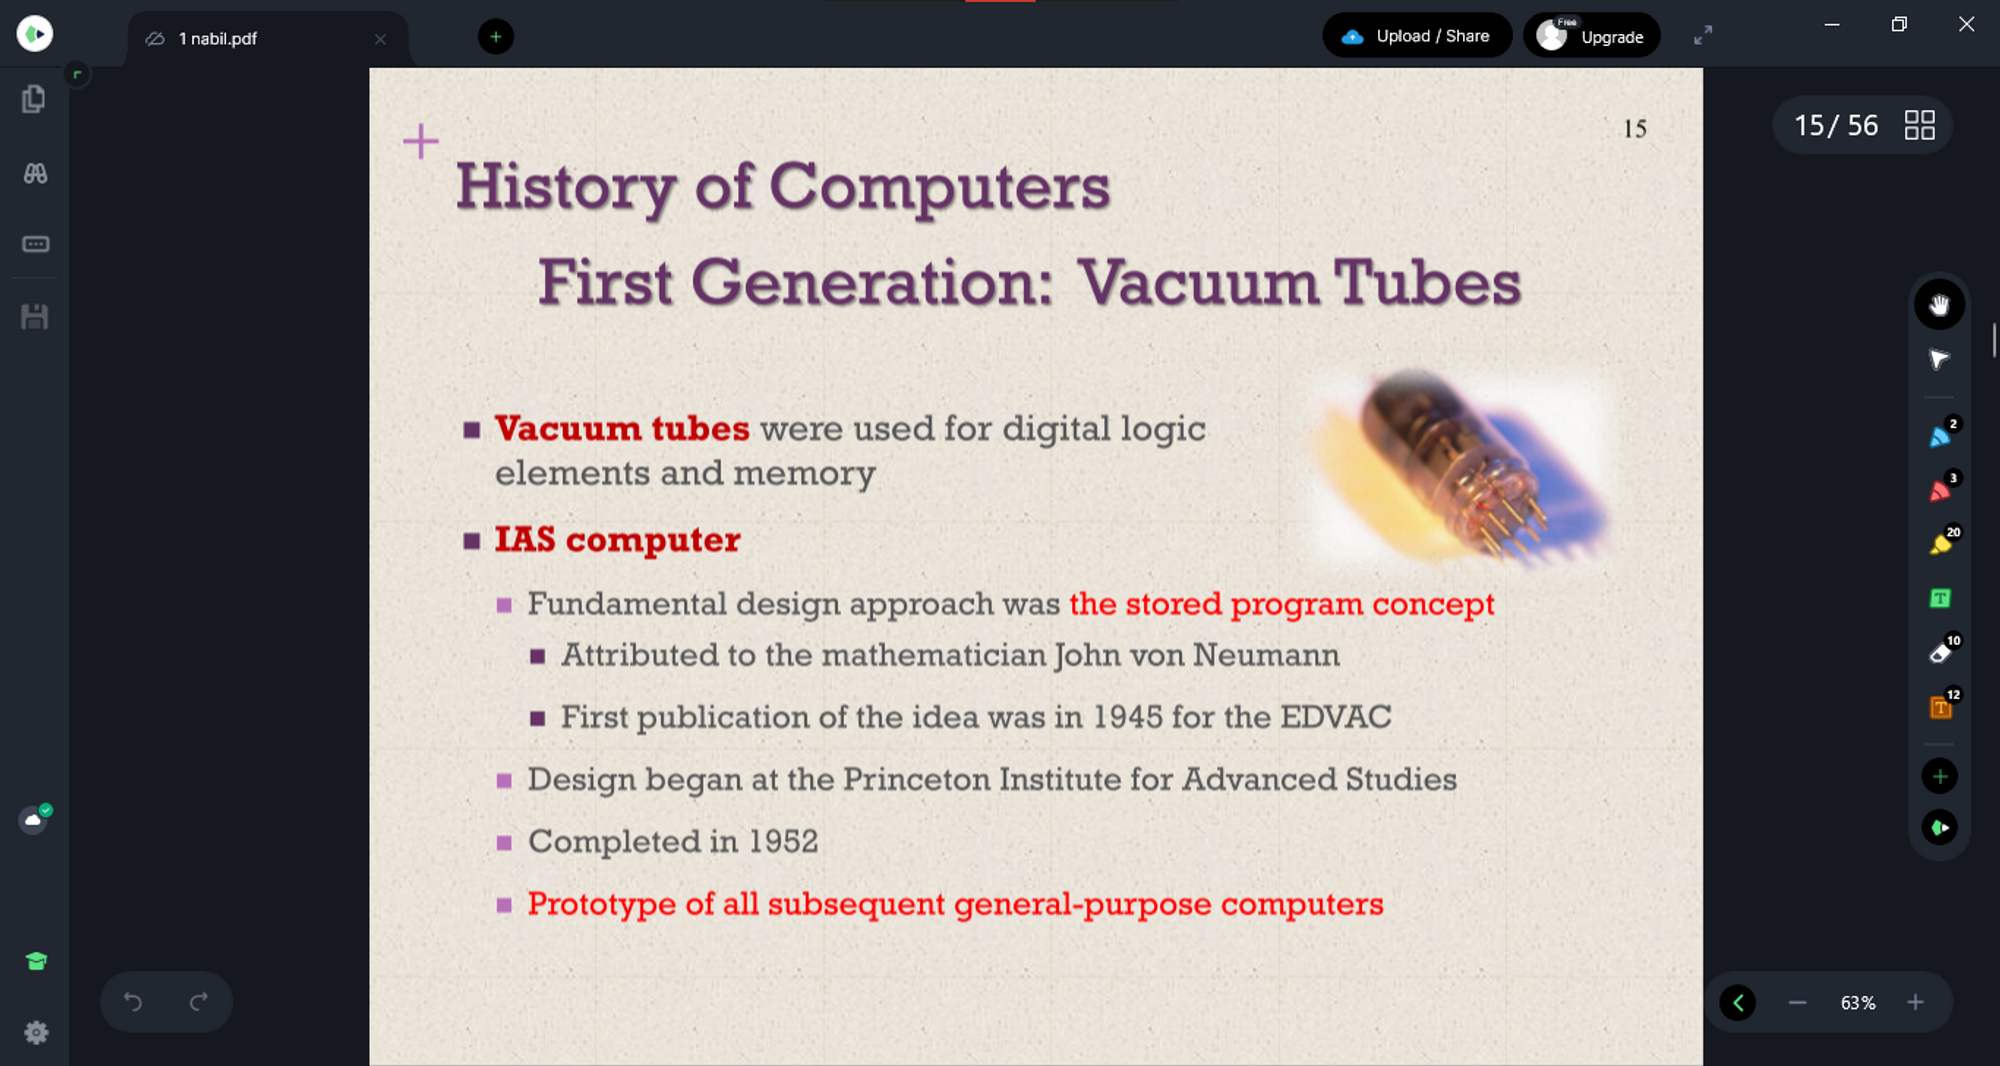 1 nabil.pdf
Upload / Share
Free
Upgrade
15
15/ 56
History of Computers
First Generation: Vacuum Tubes
Vacuum tubes were used for digital logic
elements and memory
IAS computer
Fundamental design approach was the stored program concept
Attributed to the mathematician John von Neumann
First publication of the idea was in 1945 for the EDVAC
Design began at the Princeton Institute for Advanced Studies
Completed in 1952
Prototype of all subsequent general-purpose computers
2
3
20
T
10
12
T
63%